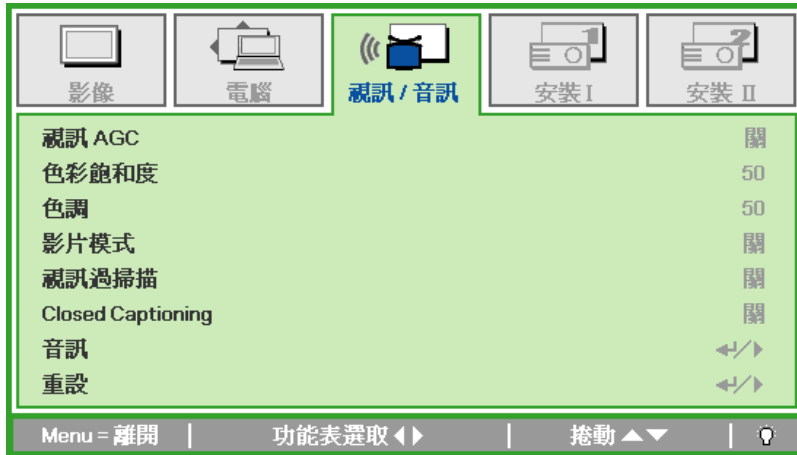 影像
電腦
視訊 / 音訊
安裝 I
安裝 II
視訊 AGC 關
色彩飽和度 50
色調 50
影片模式 關
視訊過掃描 關
Closed Captioning 關
音訊 ↵/▶
重設 ↵/▶
Menu = 離開 | 功能表選取 ◀▶ | 捲動 ▲▼ |